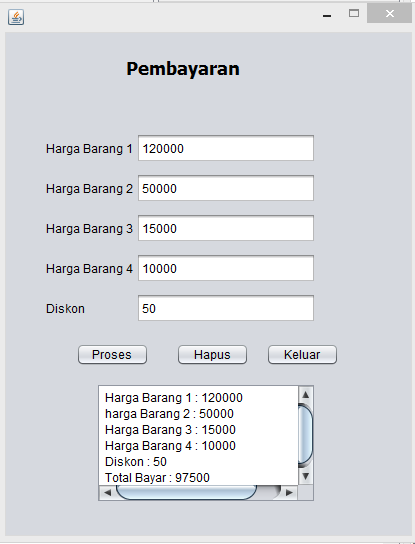 Pembayaran
Harga Barang 1 120000
Harga Barang 2 50000
Harga Barang 3 15000
Harga Barang 4 10000
Diskon 50
Proses Hapus Keluar
Harga Barang 1 : 120000
harga Barang 2 : 50000
Harga Barang 3 : 15000
Harga Barang 4 : 10000
Diskon : 50
Total Bayar : 97500